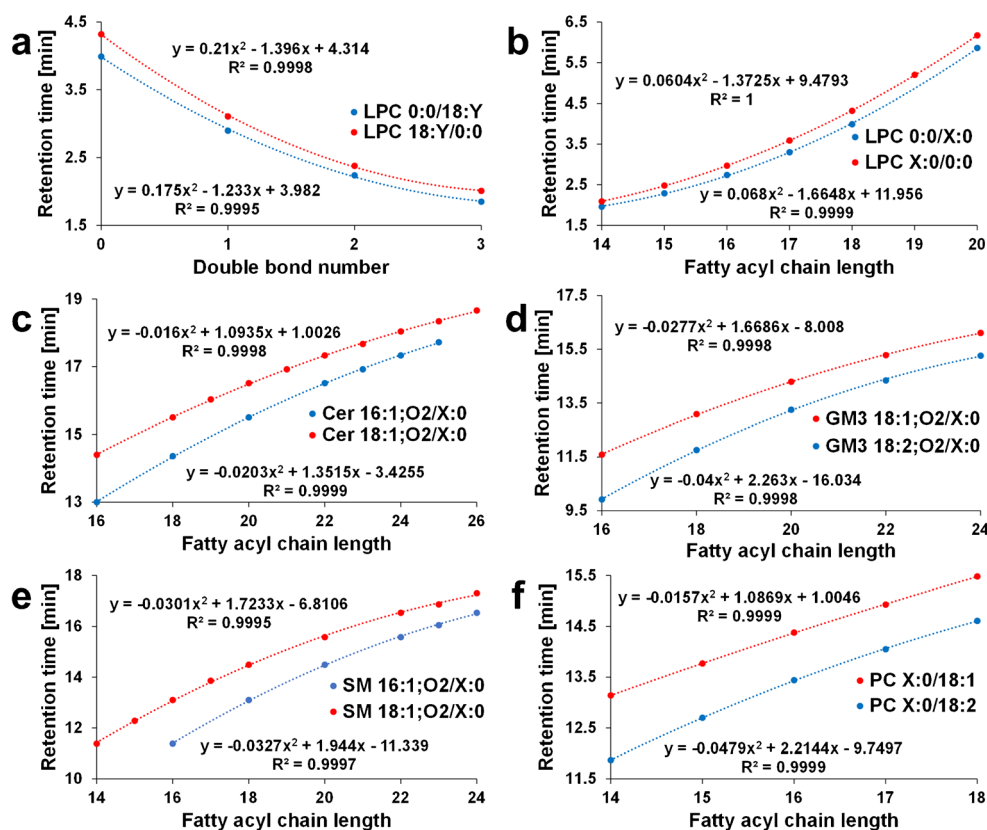 a
Retention time [min]
4.5
3.5
2.5
1.5
y = 0.21x² - 1.396x + 4.314
R² = 0.9998
LPC 0:0/18:Y
LPC 18:Y/0:0
y = 0.175x² - 1.233x + 3.982
R² = 0.9995
0 1 2 3
Double bond number
b
Retention time [min]
6.5
5.5
4.5
3.5
2.5
1.5
y = 0.0604x² - 1.3725x + 9.4793
R² = 1
LPC 0:0/X:0
LPC X:0/0:0
y = 0.068x² - 1.6648x + 11.956
R² = 0.9999
14 15 16 17 18 19 20
Fatty acyl chain length
c
Retention time [min]
19
17
15
13
y = -0.016x² + 1.0935x + 1.0026
R² = 0.9998
Cer 16:1;O2/X:0
Cer 18:1;O2/X:0
y = -0.0203x² + 1.3515x - 3.4255
R² = 0.9999
16 18 20 22 24 26
Fatty acyl chain length
d
Retention time [min]
17.5
15.5
13.5
11.5
9.5
y = -0.0277x² + 1.6686x - 8.008
R² = 0.9998
GM3 18:1;O2/X:0
GM3 18:2;O2/X:0
y = -0.04x² + 2.263x - 16.034
R² = 0.9998
16 18 20 22 24
Fatty acyl chain length
e
Retention time [min]
18
16
14
12
10
y = -0.0301x² + 1.7233x - 6.8106
R² = 0.9995
SM 16:1;O2/X:0
SM 18:1;O2/X:0
y = -0.0327x² + 1.944x - 11.339
R² = 0.9997
14 16 18 20 22 24
Fatty acyl chain length
f
Retention time [min]
15.5
14.5
13.5
12.5
11.5
y = -0.0157x² + 1.0869x + 1.0046
R² = 0.9999
PC X:0/18:1
PC X:0/18:2
y = -0.0479x² + 2.2144x - 9.7497
R² = 0.9999
14 15 16 17 18
Fatty acyl chain length